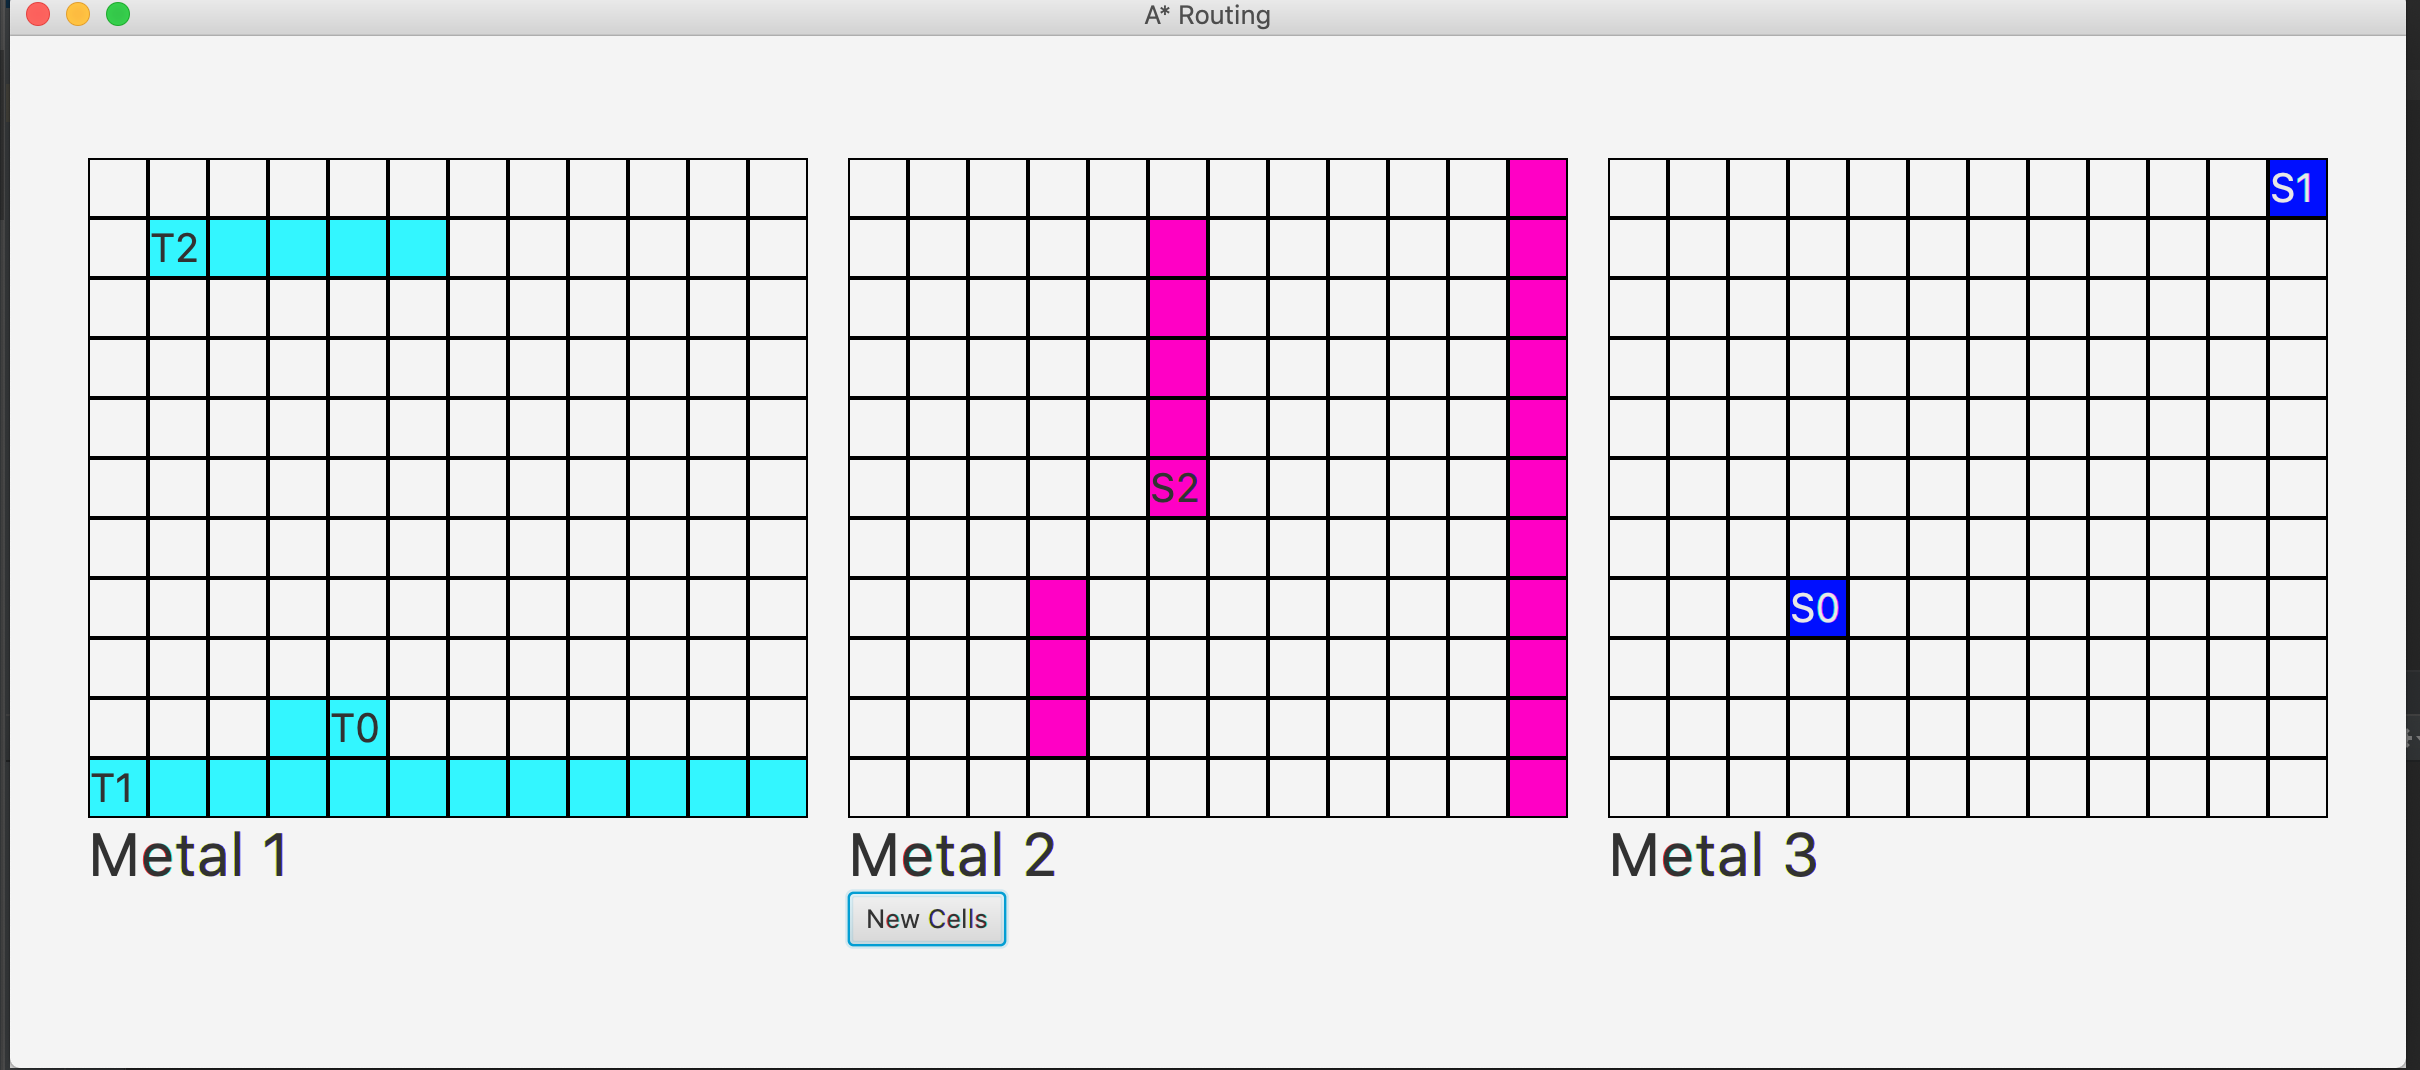 A* Routing
S1
T2
S2
S0
T0
T1
Metal 1
Metal 2
Metal 3
New Cells